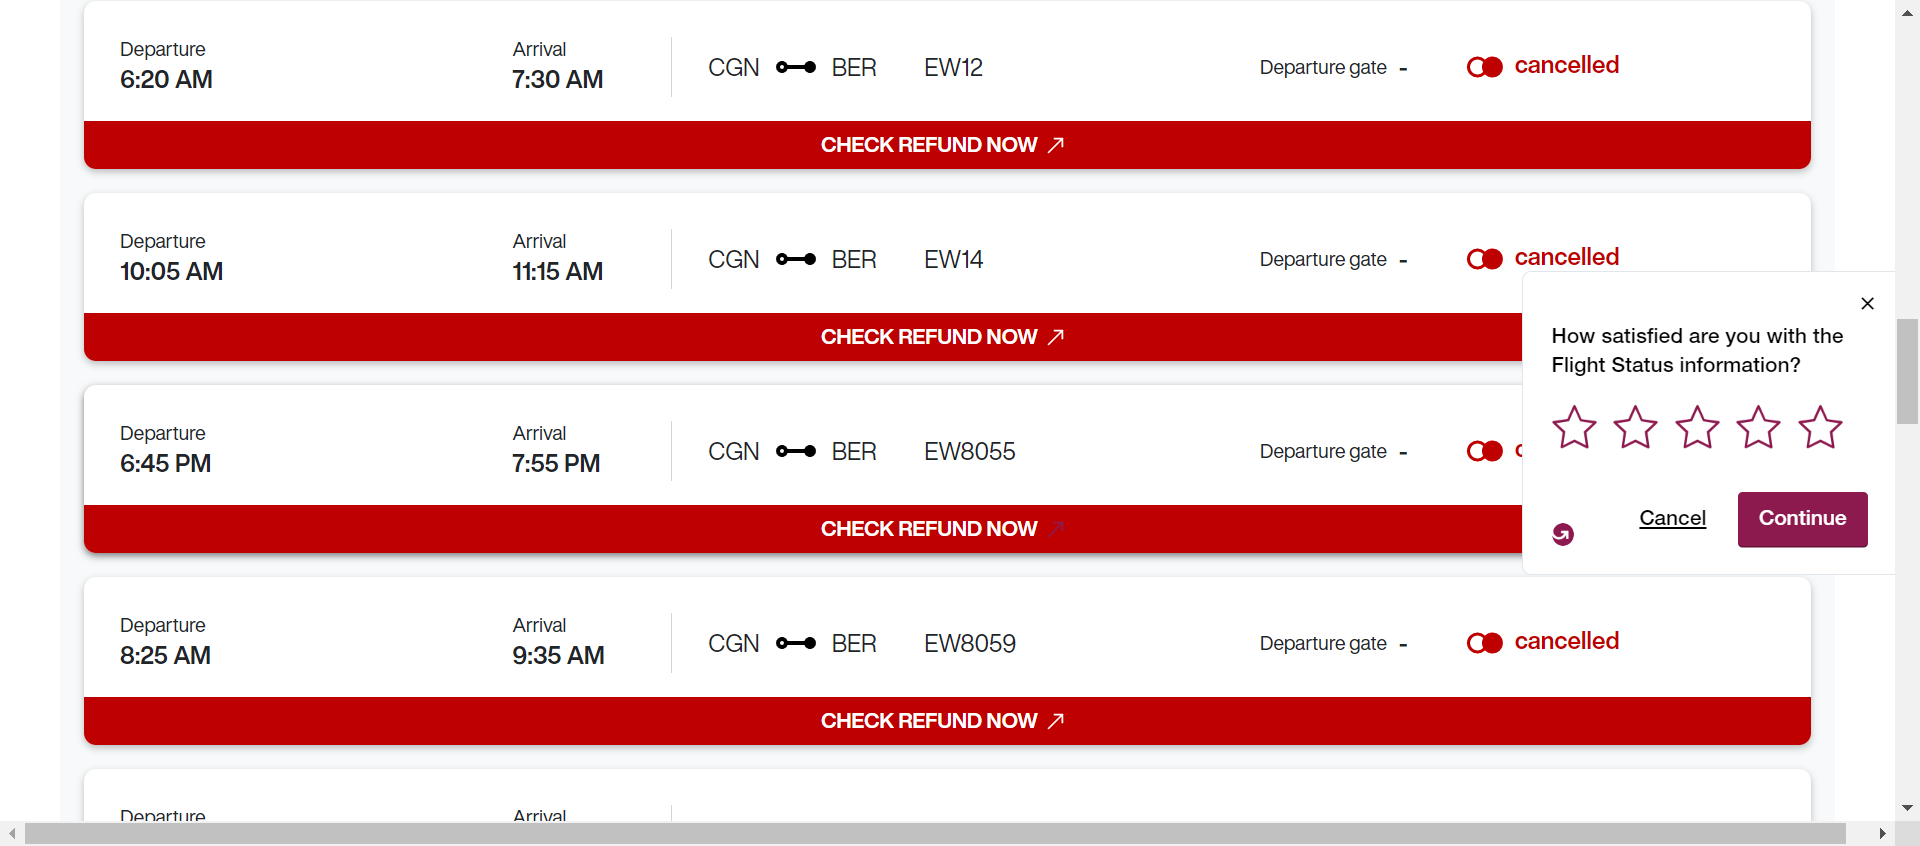 Departure Arrival
6:20 AM 7:30 AM CGN BER EW12 Departure gate - cancelled
CHECK REFUND NOW
Departure Arrival
10:05 AM 11:15 AM CGN BER EW14 Departure gate - cancelled
CHECK REFUND NOW
Departure Arrival
6:45 PM 7:55 PM CGN BER EW8055 Departure gate -
CHECK REFUND NOW
Departure Arrival
8:25 AM 9:35 AM CGN BER EW8059 Departure gate - cancelled
CHECK REFUND NOW
Departure Arrival
How satisfied are you with the
Flight Status information?
Cancel Continue